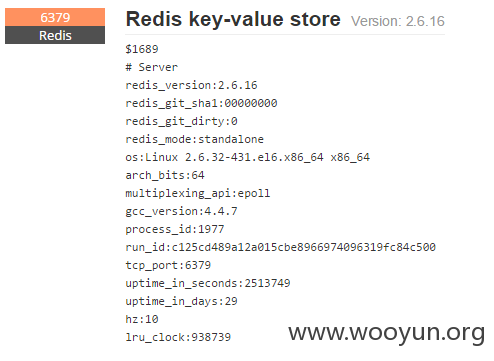 6379
Redis
Redis key-value store Version: 2.6.16
$1689
# Server
redis_version:2.6.16
redis_git_sha1:00000000
redis_git_dirty:0
redis_mode:standalone
os:Linux 2.6.32-431.el6.x86_64 x86_64
arch_bits:64
multiplexing_api:epoll
gcc_version:4.4.7
process_id:1977
run_id:c125cd489a12a015cbe8966974096319fc84c500
tcp_port:6379
uptime_in_seconds:2513749
uptime_in_days:29
hz:10
lru_clock:938739
www.wooyun.org